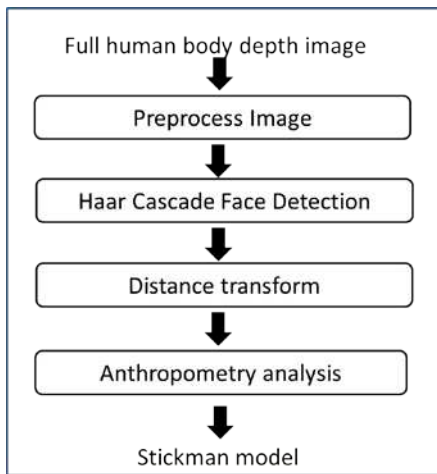 Full human body depth image
Preprocess Image
Haar Cascade Face Detection
Distance transform
Anthropometry analysis
Stickman model